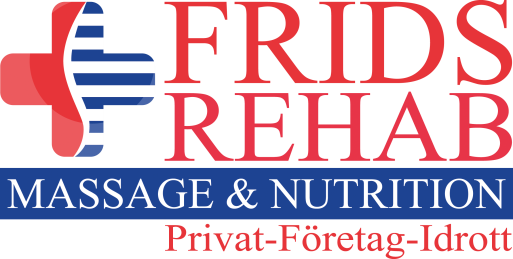 FRIDS
REHAB
MASSAGE & NUTRITION
Privat-Företag-Idrott